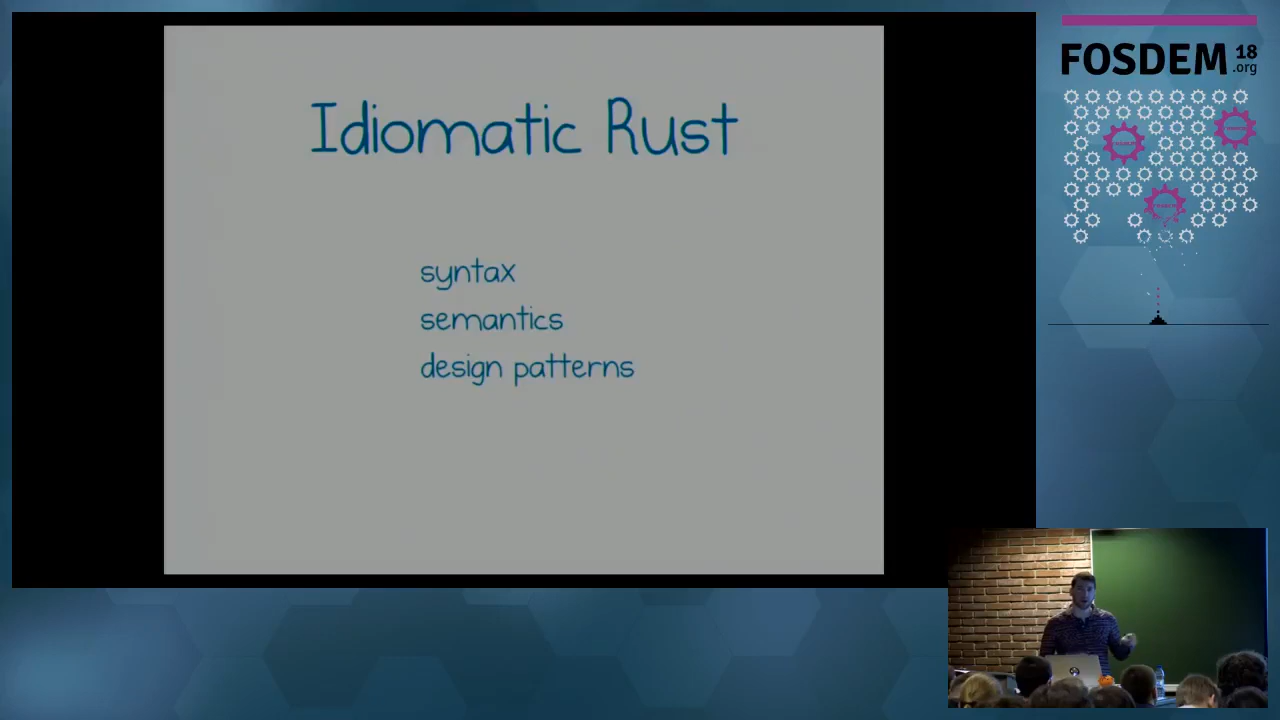 Idiomatic Rust
syntax
semantics
design patterns
FOSDEM 18
.org